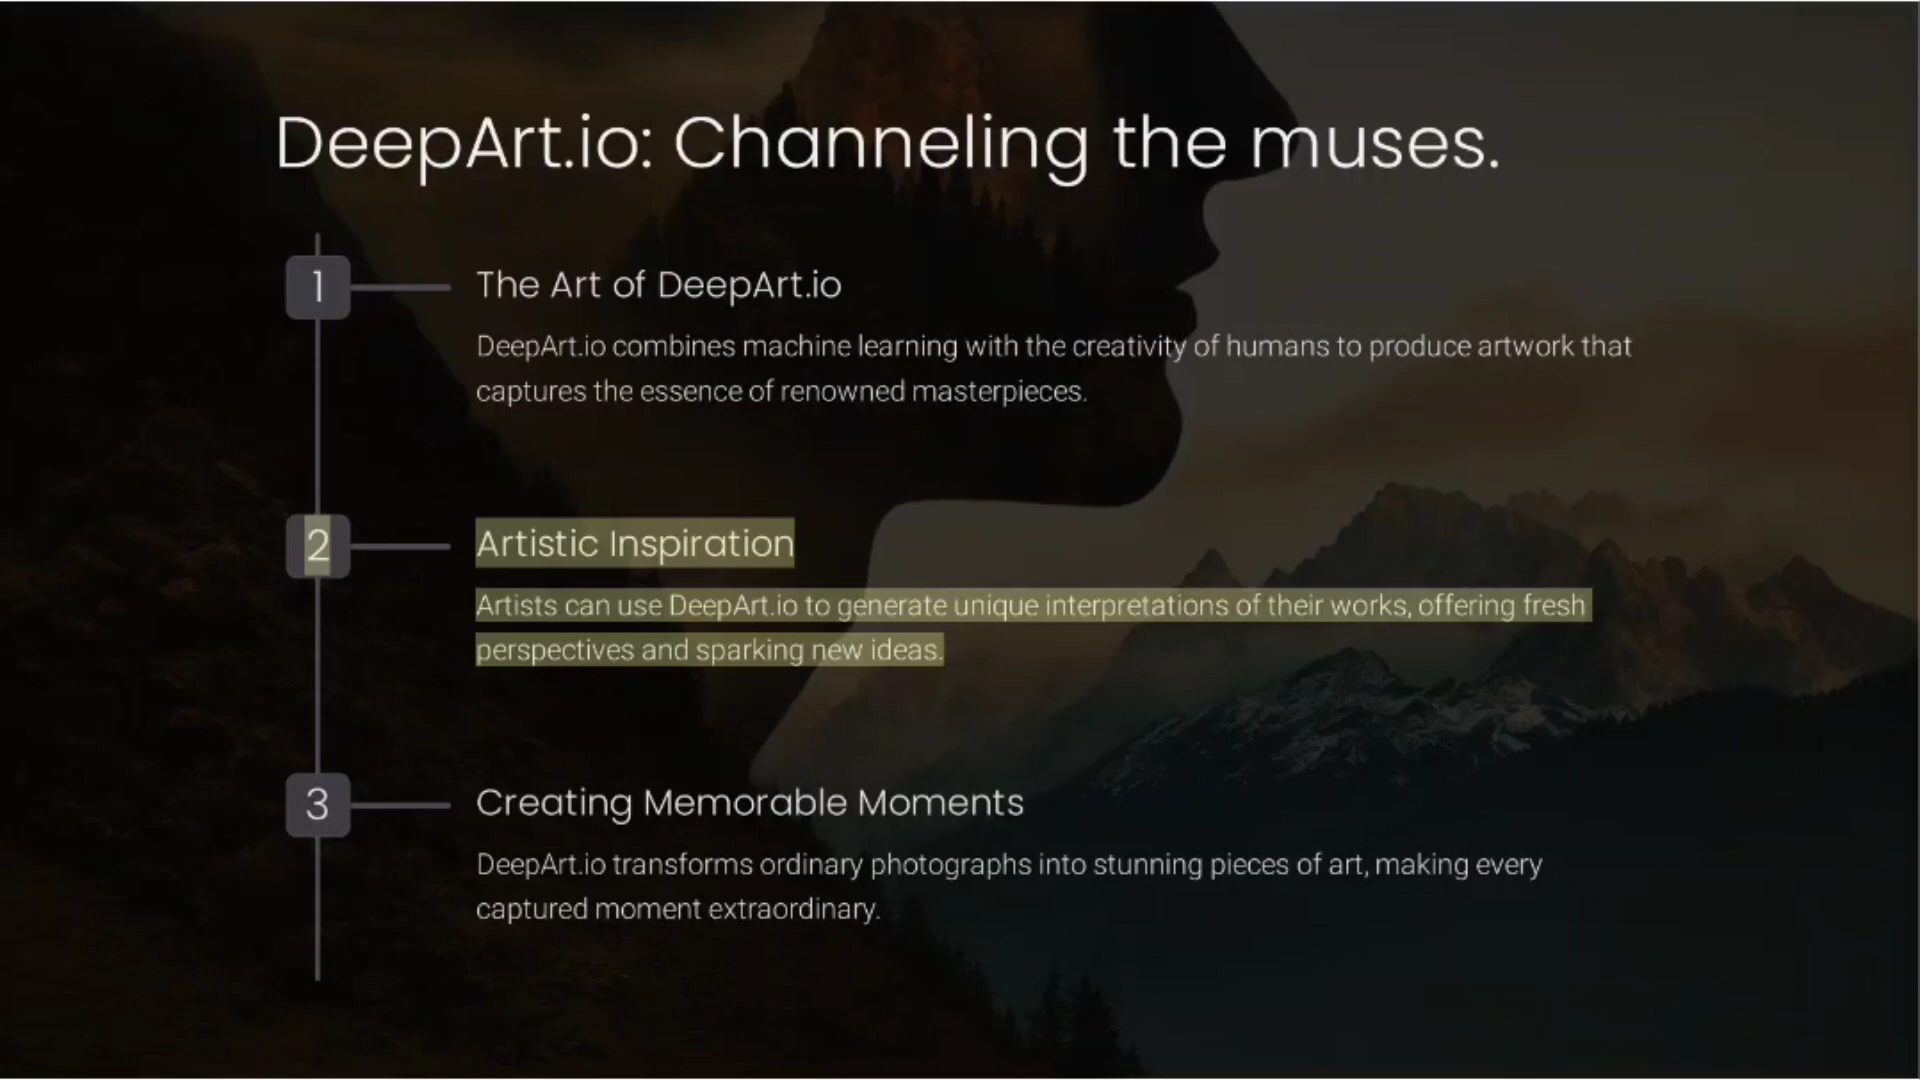 DeepArt.io: Channeling the muses.
1
The Art of DeepArt.io
DeepArt.io combines machine learning with the creativity of humans to produce artwork that
captures the essence of renowned masterpieces.
2
Artistic Inspiration
Artists can use DeepArt.io to generate unique interpretations of their works, offering fresh
perspectives and sparking new ideas.
3
Creating Memorable Moments
DeepArt.io transforms ordinary photographs into stunning pieces of art, making every
captured moment extraordinary.